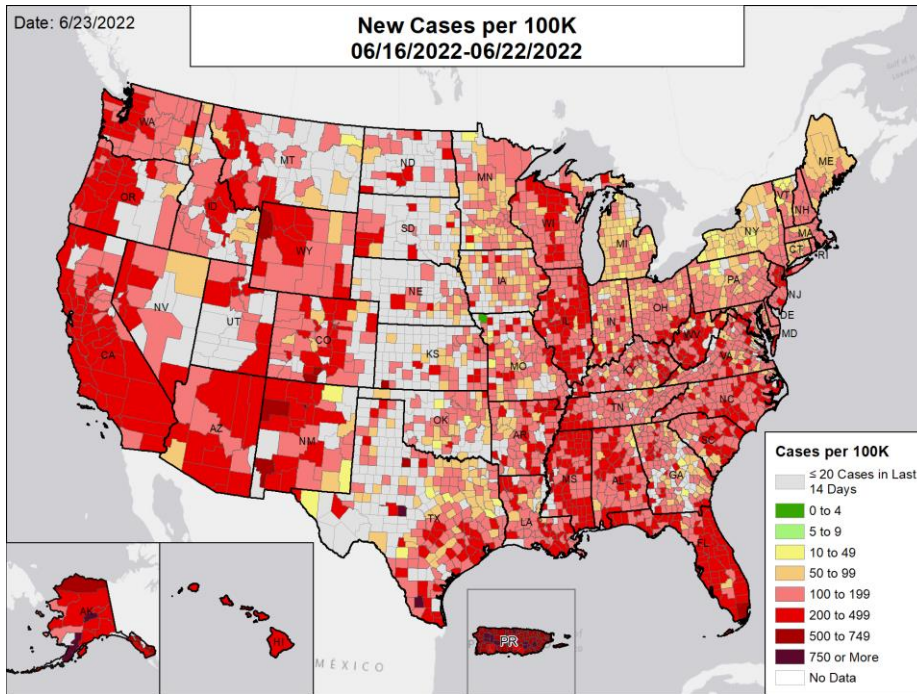 Date: 6/23/2022
New Cases per 100K
06/16/2022-06/22/2022
WA
MT
ND
MN
ME
OR
ID
WY
SD
WI
MI
VT
NH
NY
MA
CT
RI
NV
UT
CO
NE
IA
IL
IN
OH
PA
NJ
DE
MD
CA
KS
MO
KY
WV
VA
AZ
NM
OK
AR
TN
NC
SC
TX
LA
MS
AL
GA
FL
AK
HI
MÉXICO
PR
Cases per 100K
≤ 20 Cases in Last
14 Days
0 to 4
5 to 9
10 to 49
50 to 99
100 to 199
200 to 499
500 to 749
750 or More
No Data